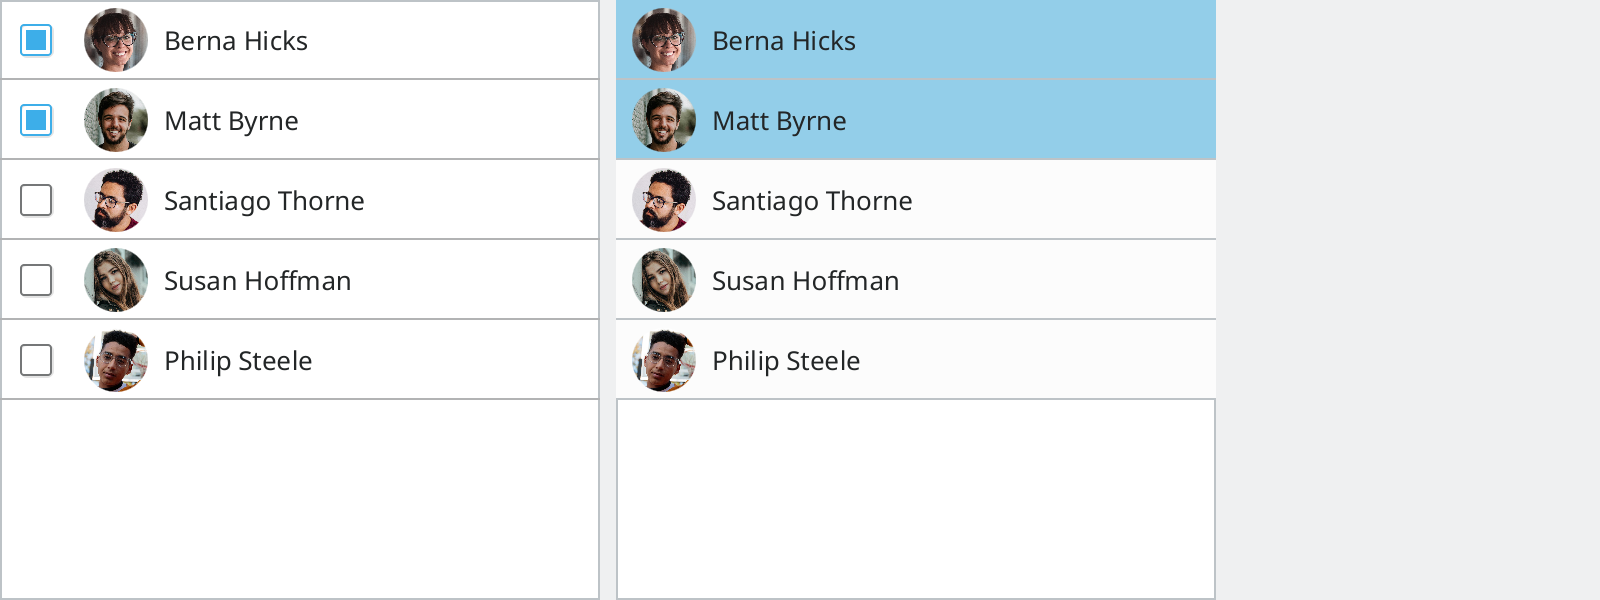 Berna Hicks
Matt Byrne
Santiago Thorne
Susan Hoffman
Philip Steele
Berna Hicks
Matt Byrne
Santiago Thorne
Susan Hoffman
Philip Steele